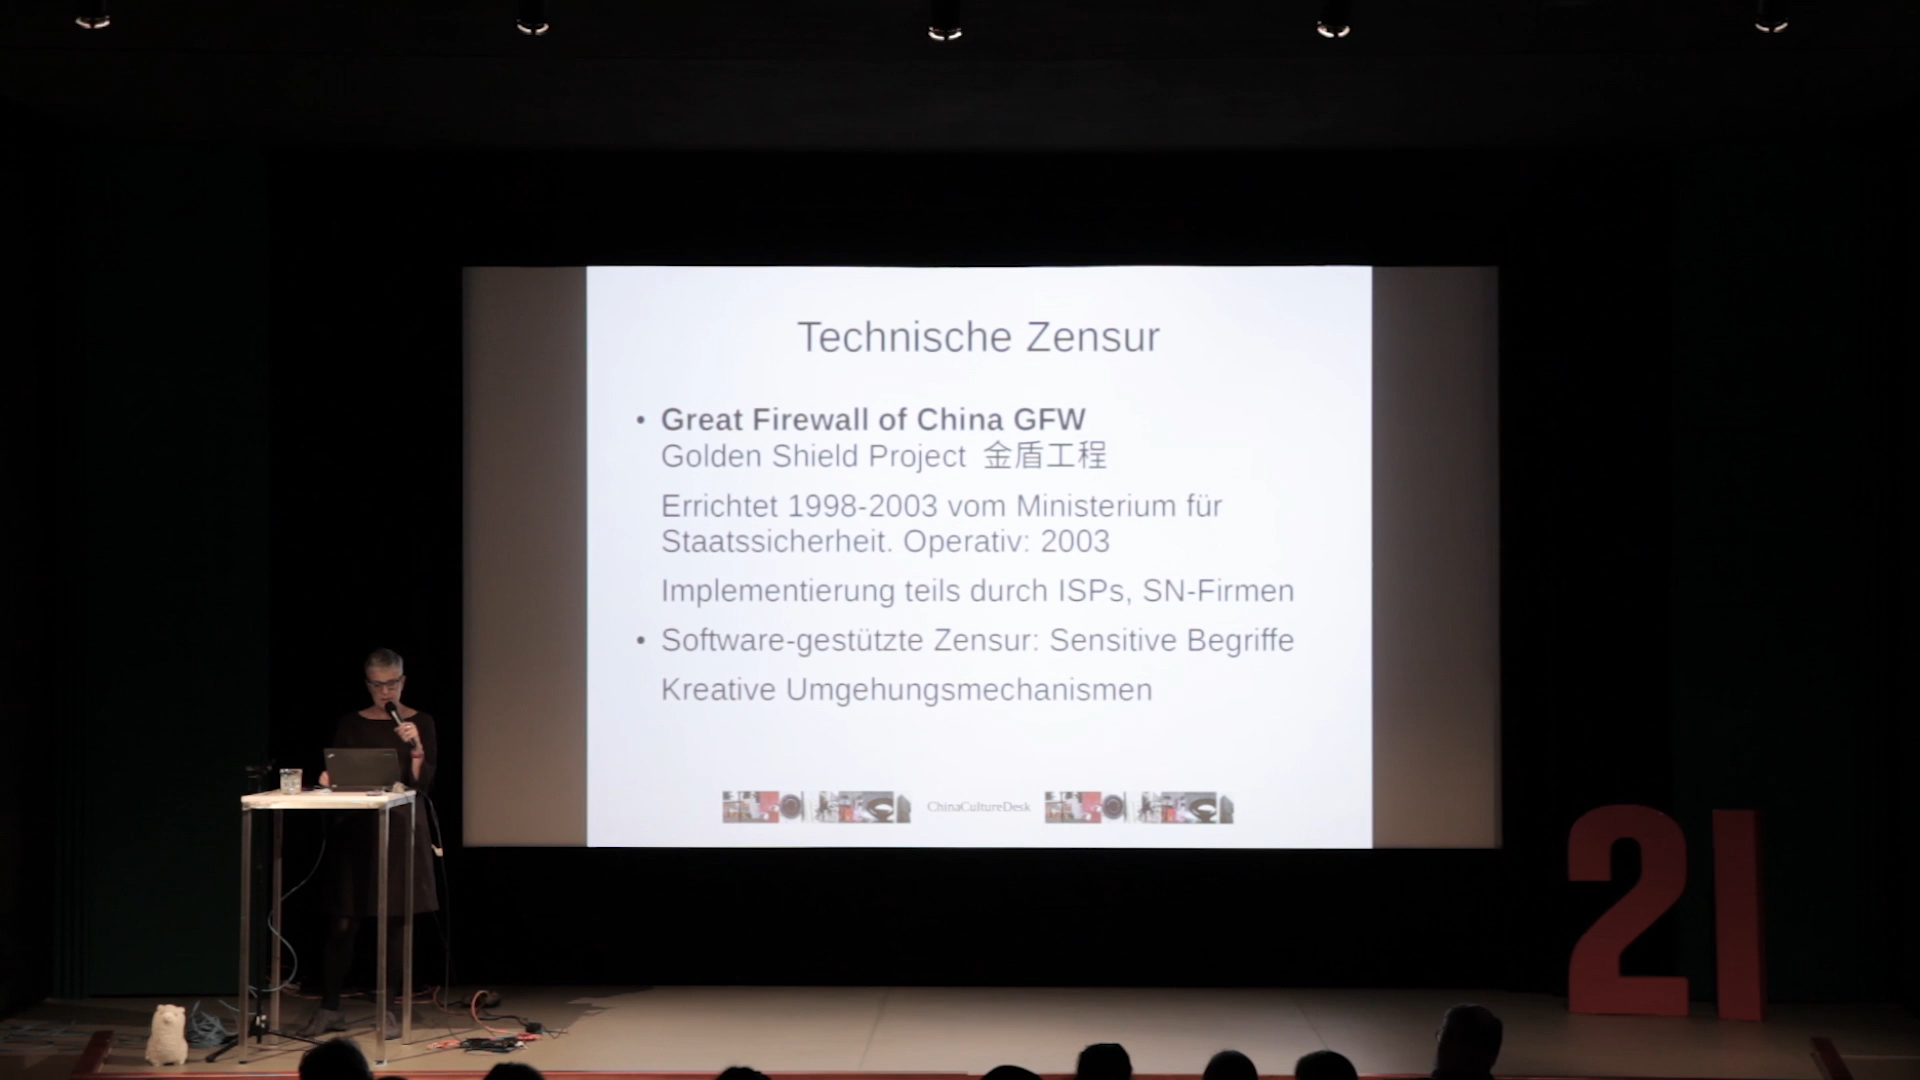 Technische Zensur
• Great Firewall of China GFW
Golden Shield Project 金盾工程
Errichtet 1998-2003 vom Ministerium für
Staatssicherheit. Operativ: 2003
Implementierung teils durch ISPs, SN-Firmen
• Software-gestützte Zensur: Sensitive Begriffe
Kreative Umgehungsmechanismen
ChinaCultureDesk
21